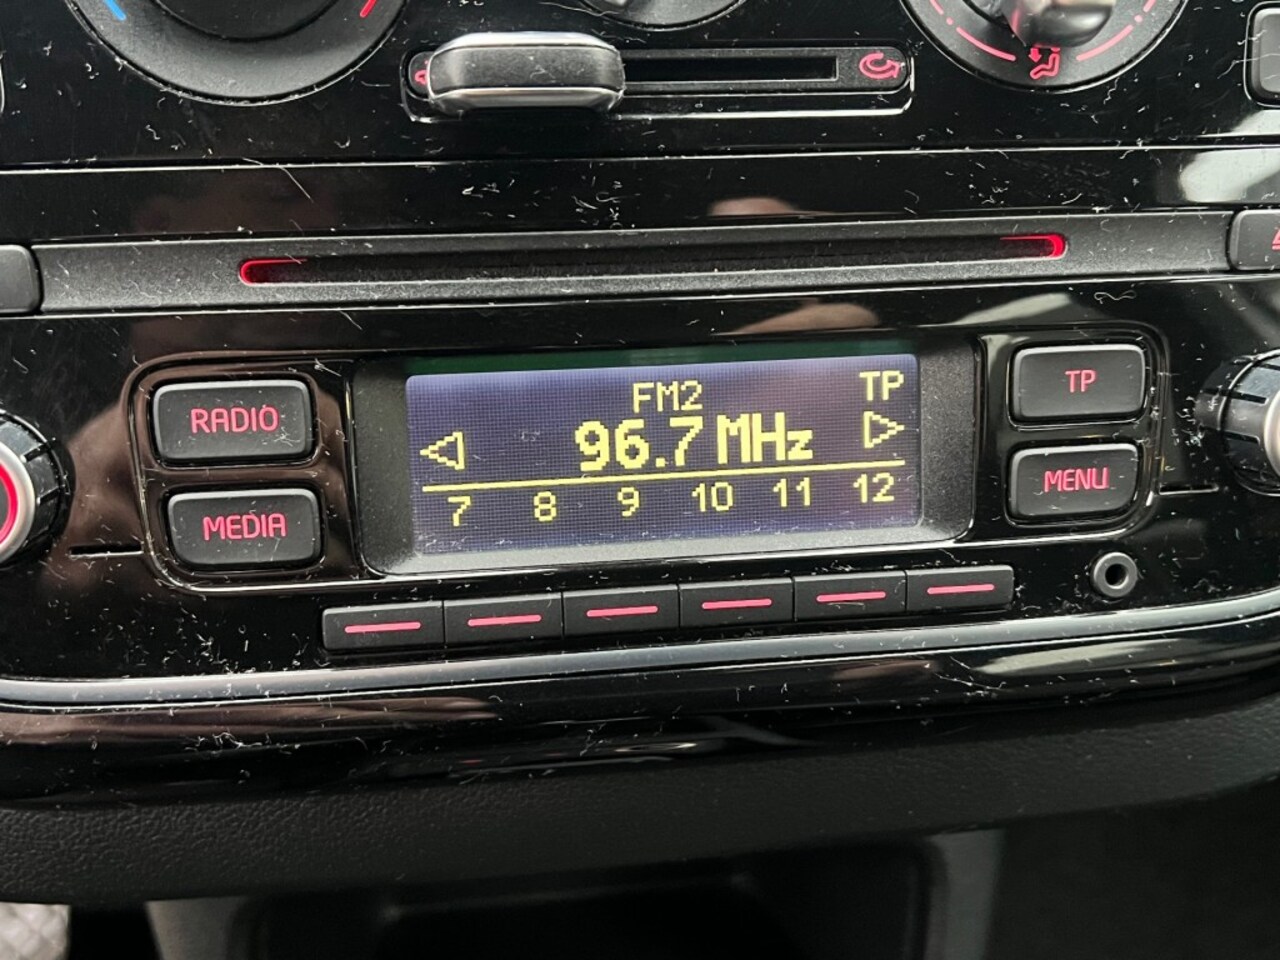 FM2
TP
96.7 MHz
7 8 9 10 11 12
RADIO
MEDIA
TP
MENU